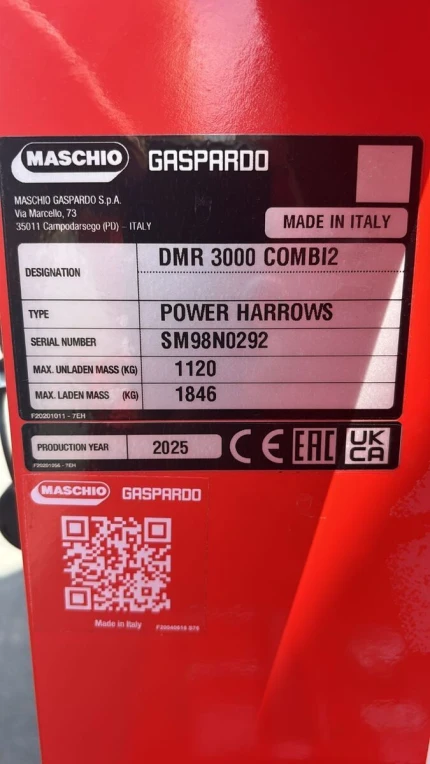 MASCHIO GASPARDO
MASCHIO GASPARDO S.p.A.
Via Marcello, 73
35011 Campodarsego (PD) - ITALY
MADE IN ITALY
DESIGNATION DMR 3000 COMBI2
TYPE POWER HARROWS
SERIAL NUMBER SM98N0292
MAX. UNLADEN MASS (KG) 1120
MAX. LADEN MASS (KG) 1846
F20201011 - 7EH
PRODUCTION YEAR 2025 CE EAC UK CA
MASCHIO GASPARDO
Made in Italy